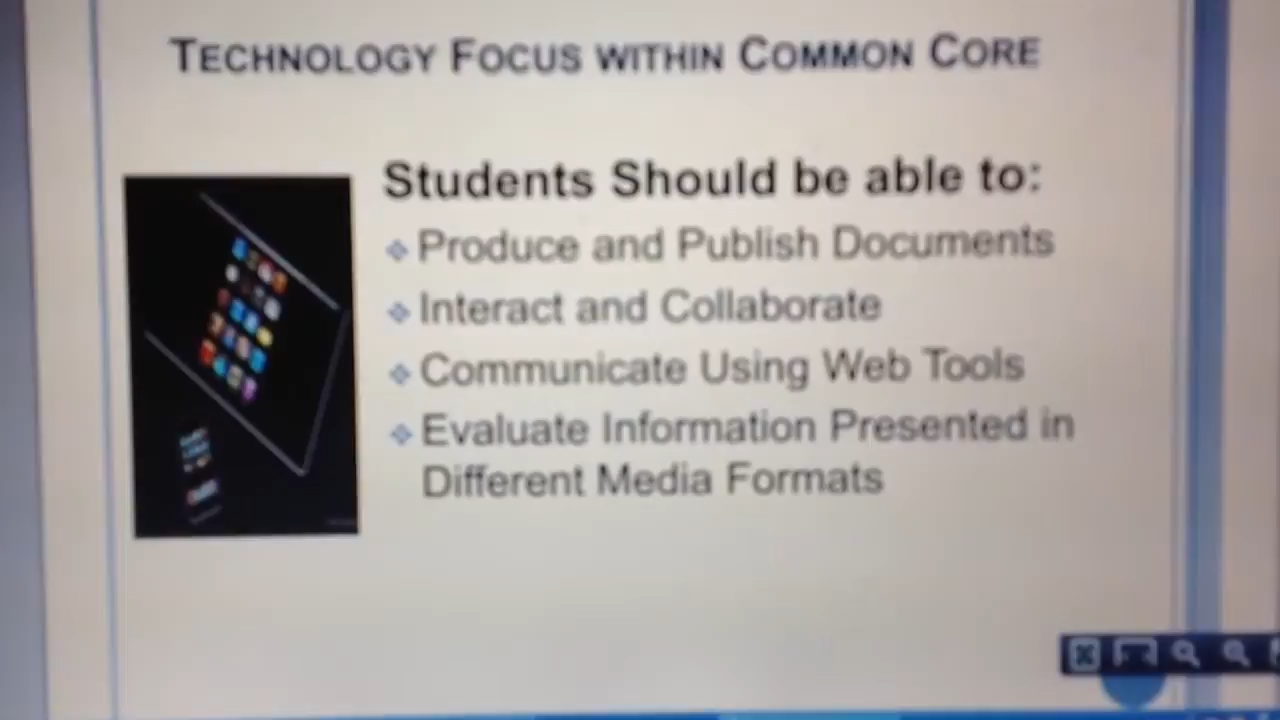 TECHNOLOGY FOCUS WITHIN COMMON CORE
Students Should be able to:
Produce and Publish Documents
Interact and Collaborate
Communicate Using Web Tools
Evaluate Information Presented in
Different Media Formats